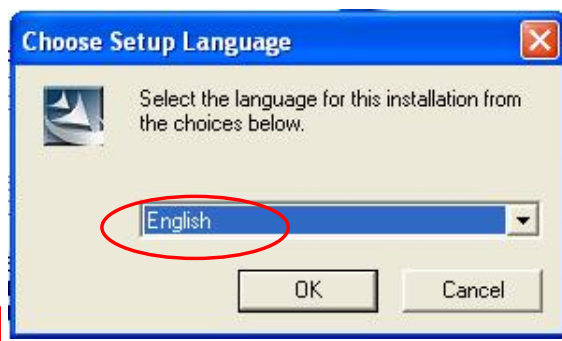 Choose Setup Language
Select the language for this installation from
the choices below.
English
OK
Cancel